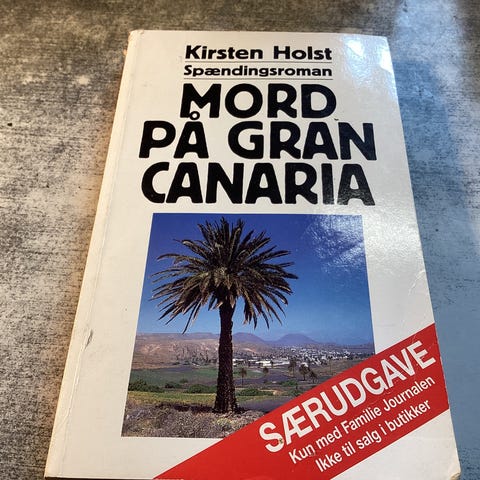 Kirsten Holst
Spændingsroman
MORD
PÅ GRAN
CANARIA
SÆRUDGAVE
Kun med Familie Journalen
Ikke til salg i butikker